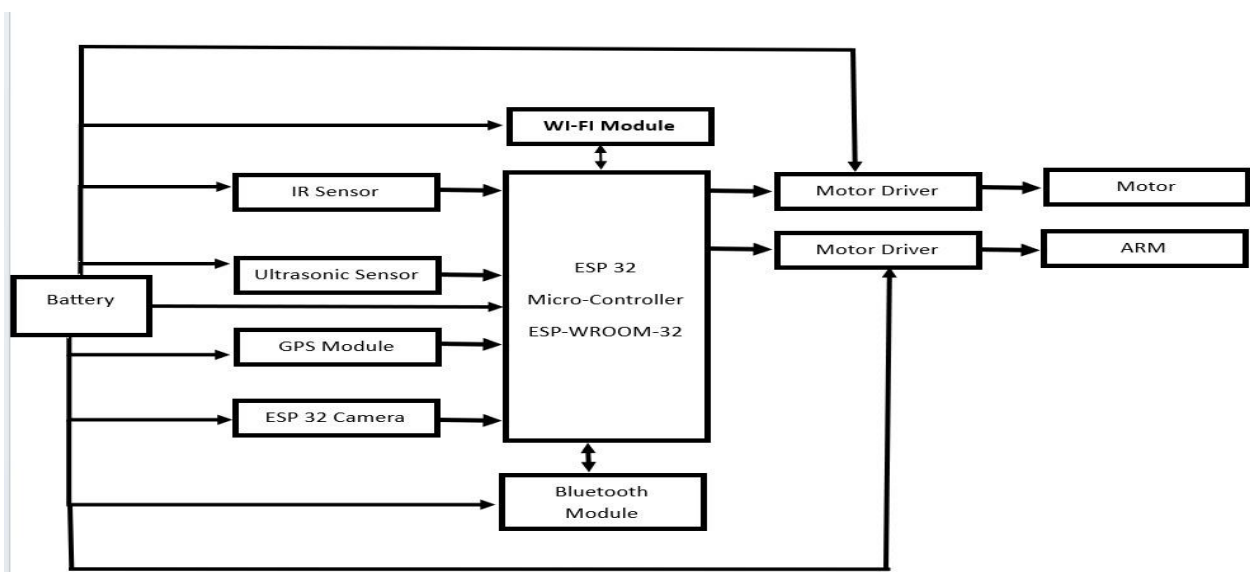 WI-FI Module
IR Sensor
Motor Driver
Motor
Ultrasonic Sensor
Motor Driver
ARM
Battery
ESP 32
Micro-Controller
ESP-WROOM-32
GPS Module
ESP 32 Camera
Bluetooth
Module